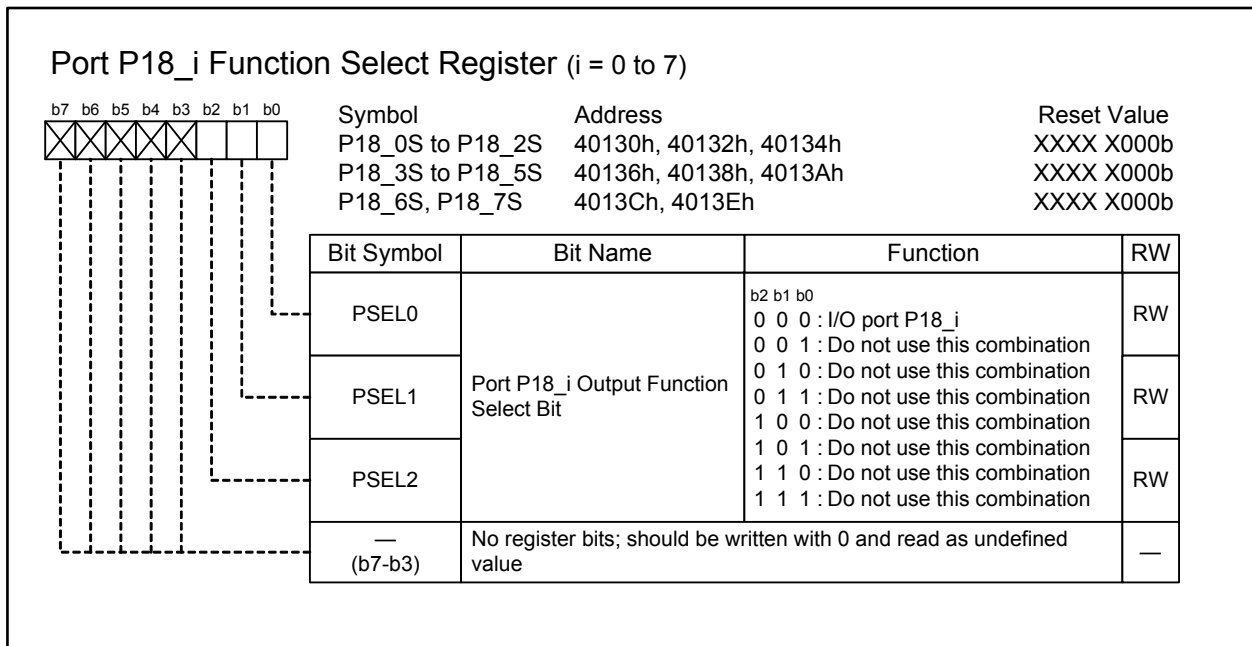 Port P18_i Function Select Register (i = 0 to 7)
b7 b6 b5 b4 b3 b2 b1 b0
Symbol Address Reset Value
P18_0S to P18_2S 40130h, 40132h, 40134h XXXX X000b
P18_3S to P18_5S 40136h, 40138h, 4013Ah XXXX X000b
P18_6S, P18_7S 4013Ch, 4013Eh XXXX X000b
Bit Symbol Bit Name Function RW
PSEL0
PSEL1
PSEL2
Port P18_i Output Function
Select Bit
b2 b1 b0
0 0 0 : I/O port P18_i
0 0 1 : Do not use this combination
0 1 0 : Do not use this combination
0 1 1 : Do not use this combination
1 0 0 : Do not use this combination
1 0 1 : Do not use this combination
1 1 0 : Do not use this combination
1 1 1 : Do not use this combination
RW
RW
RW
—
(b7-b3)
No register bits; should be written with 0 and read as undefined
value
—